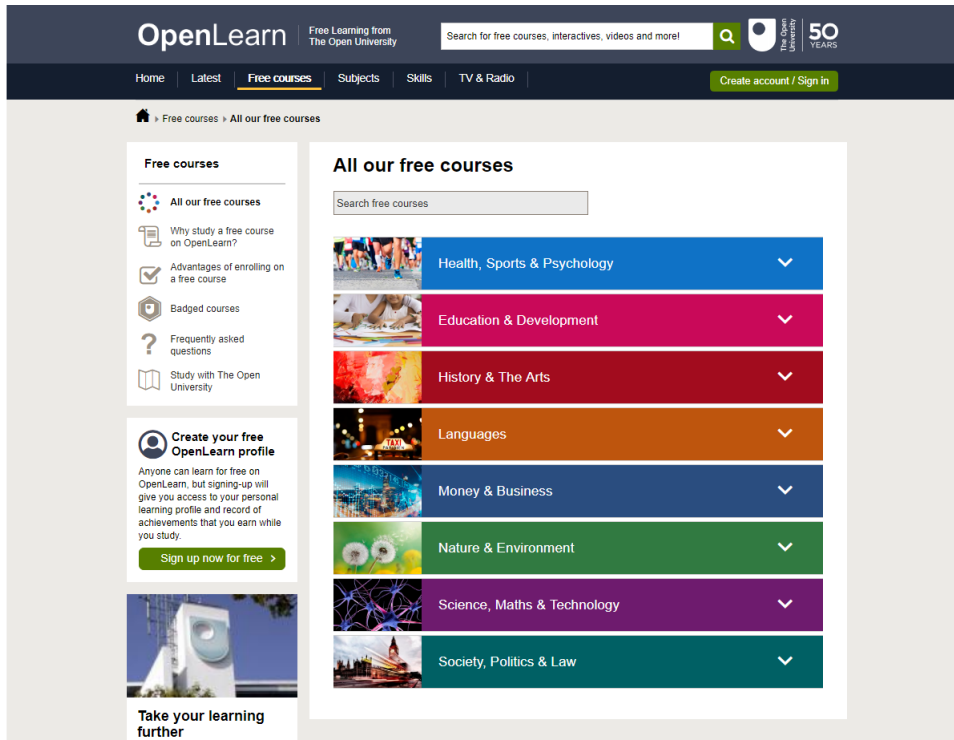 OpenLearn
Free Learning from
The Open University
Search for free courses, interactives, videos and more!
The Open
University
50
YEARS
Home
Latest
Free courses
Subjects
Skills
TV & Radio
Create account / Sign in
Free courses
All our free courses
Free courses
All our free courses
Why study a free course
on OpenLearn?
Advantages of enrolling on
a free course
Badged courses
Frequently asked
questions
Study with The Open
University
Create your free
OpenLearn profile
Anyone can learn for free on
OpenLearn, but signing-up will
give you access to your personal
learning profile and record of
achievements that you earn while
you study.
Sign up now for free
Take your learning
further
All our free courses
Search free courses
Health, Sports & Psychology
Education & Development
History & The Arts
TAXI
Languages
Money & Business
Nature & Environment
Science, Maths & Technology
Society, Politics & Law